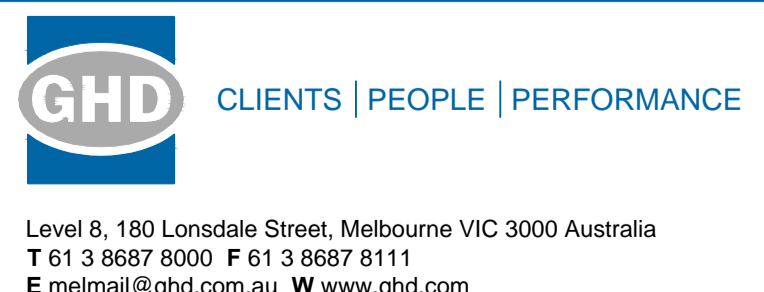 GHD
CLIENTS | PEOPLE | PERFORMANCE
Level 8, 180 Lonsdale Street, Melbourne VIC 3000 Australia
T 61 3 8687 8000 F 61 3 8687 8111
E melmail@ghd.com.au W www.ghd.com